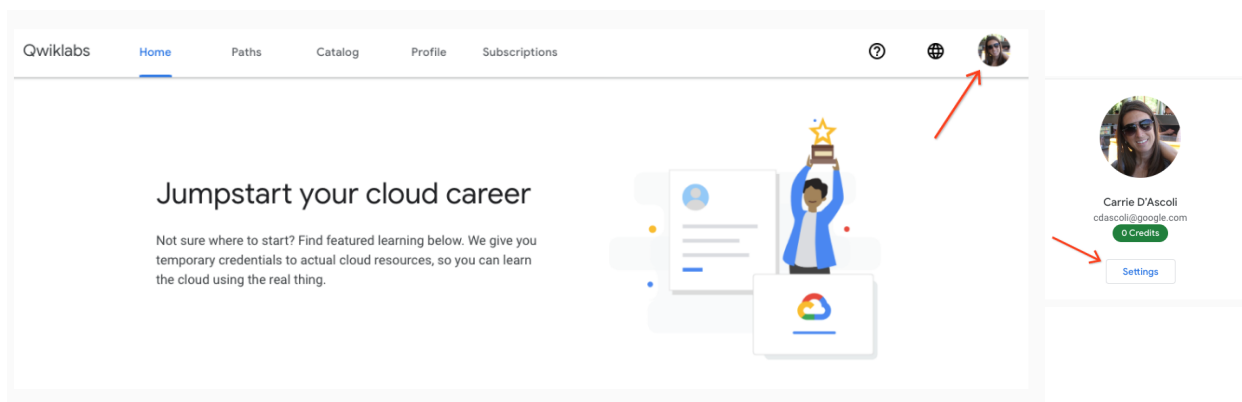 Qwiklabs
Home
Paths
Catalog
Profile
Subscriptions
Jumpstart your cloud career
Not sure where to start? Find featured learning below. We give you
temporary credentials to actual cloud resources, so you can learn
the cloud using the real thing.
Carrie D'Ascoli
cdascoli@google.com
0 Credits
Settings